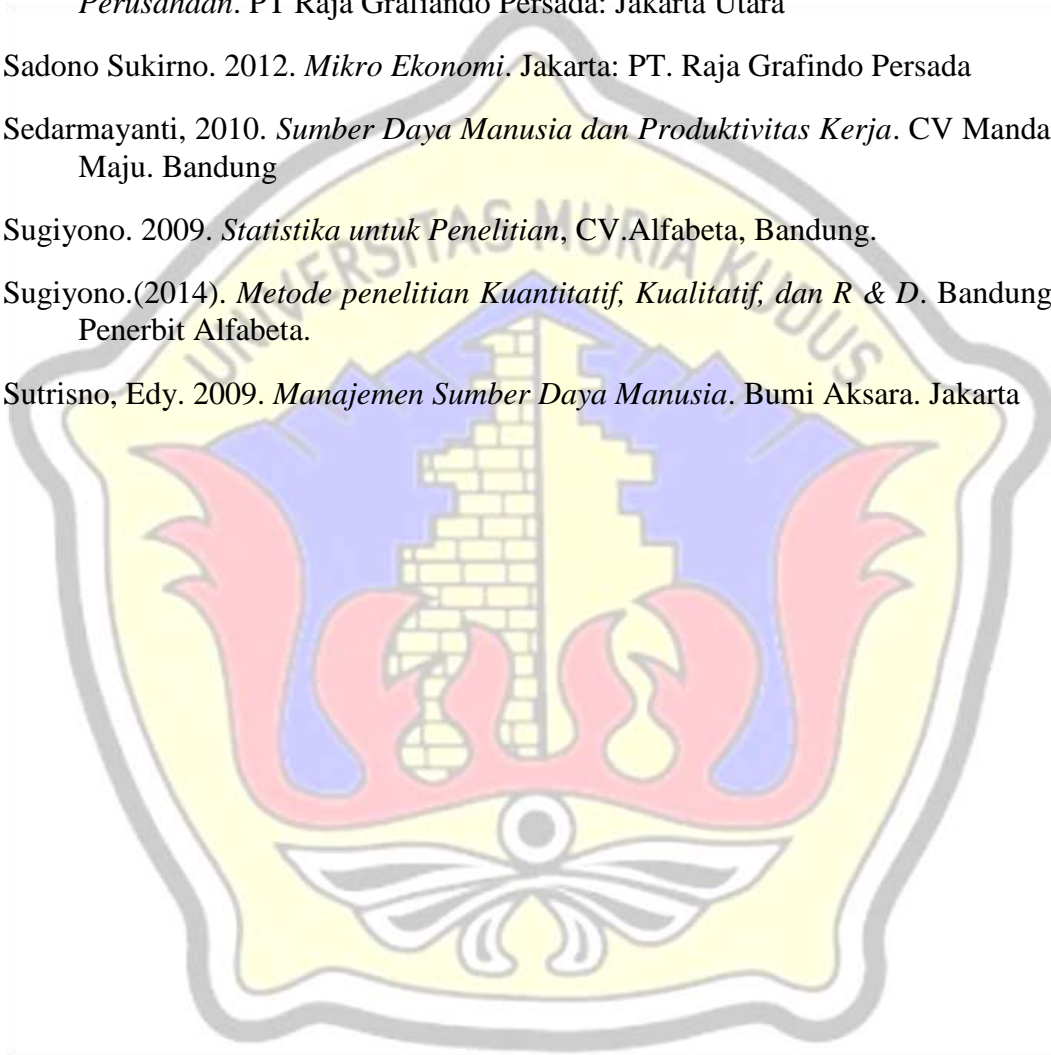 Perusahaan. PT Raja Grafiando Persada: Jakarta Utara
Sadono Sukirno. 2012. Mikro Ekonomi. Jakarta: PT. Raja Grafindo Persada
Sedarmayanti, 2010. Sumber Daya Manusia dan Produktivitas Kerja. CV Manda
Maju. Bandung
Sugiyono. 2009. Statistika untuk Penelitian, CV.Alfabeta, Bandung.
Sugiyono.(2014). Metode penelitian Kuantitatif, Kualitatif, dan R & D. Bandung
Penerbit Alfabeta.
Sutrisno, Edy. 2009. Manajemen Sumber Daya Manusia. Bumi Aksara. Jakarta
UNIVERSITAS MURIA KUDUS